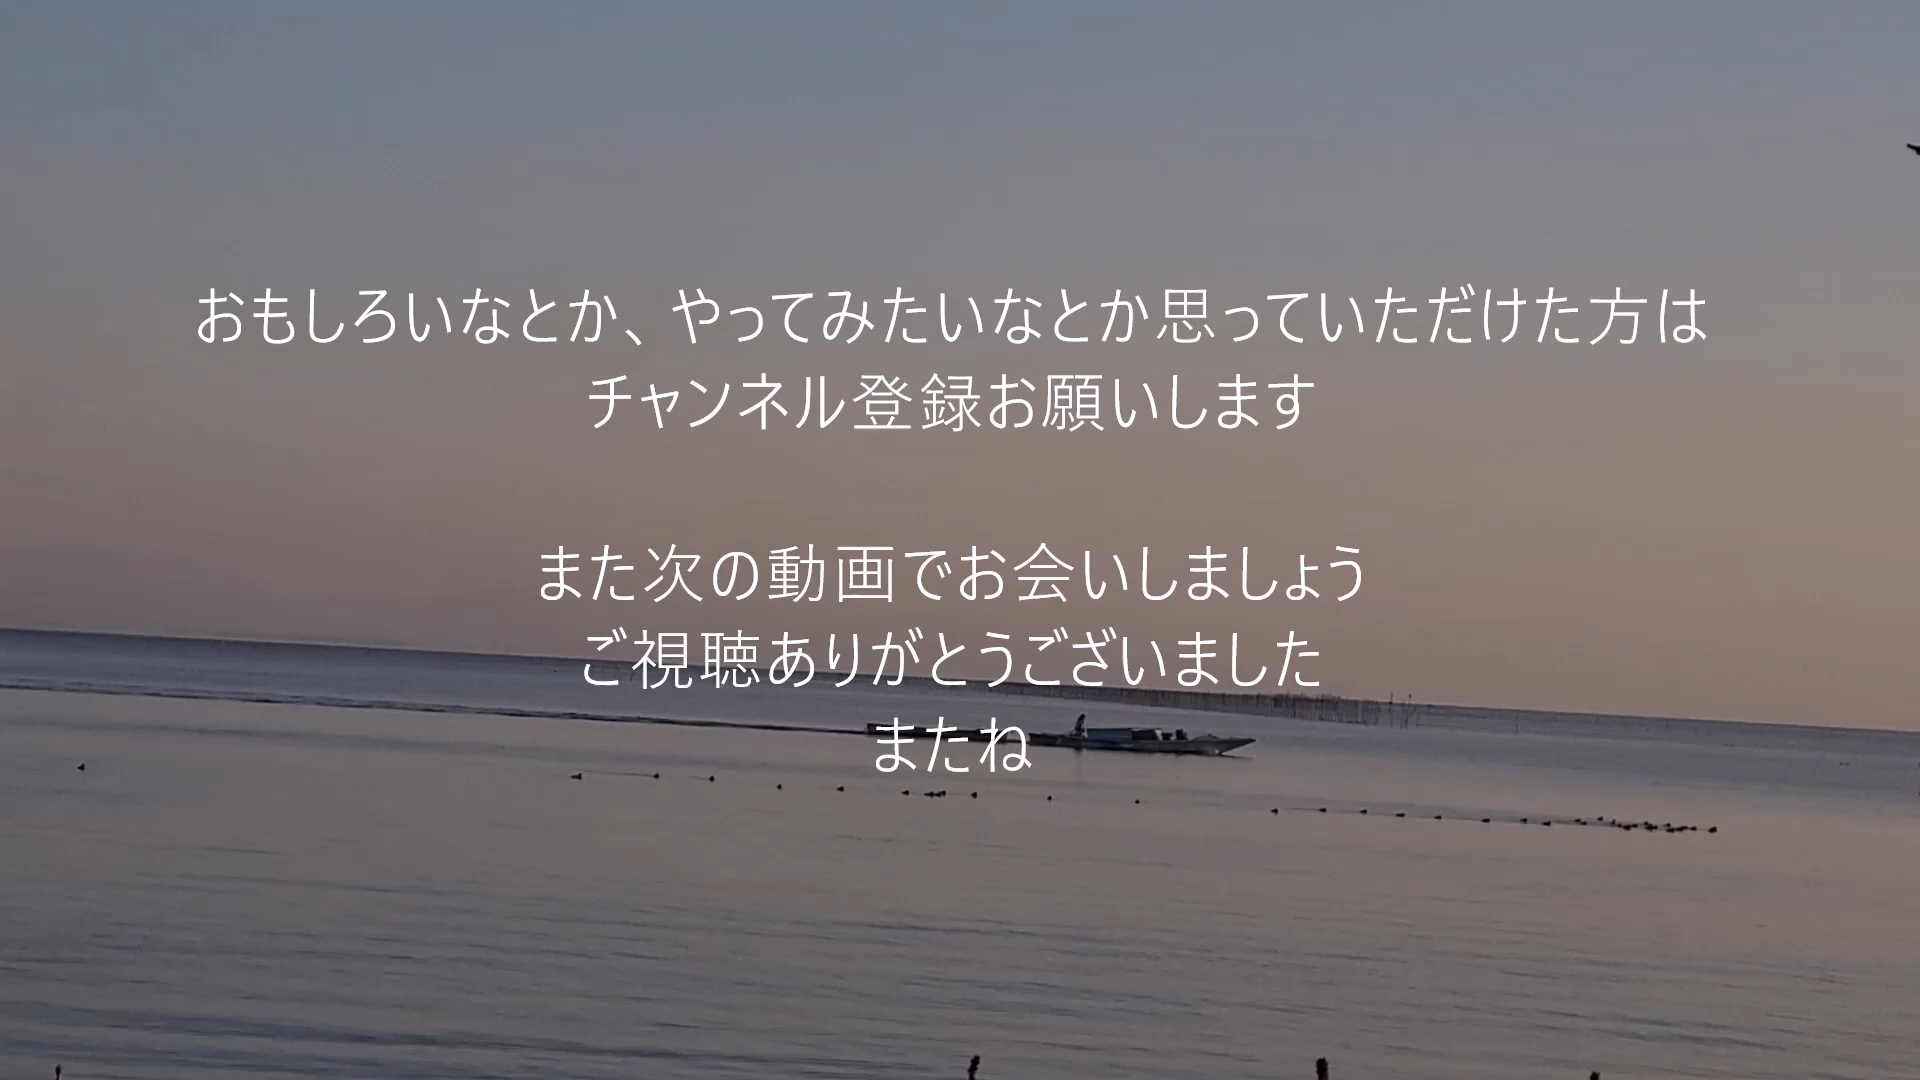 おもしろいなとか、やってみたいなとか思っていただけた方は
チャンネル登録お願いします
また次の動画でお会いしましょう
ご視聴ありがとうございました
またね